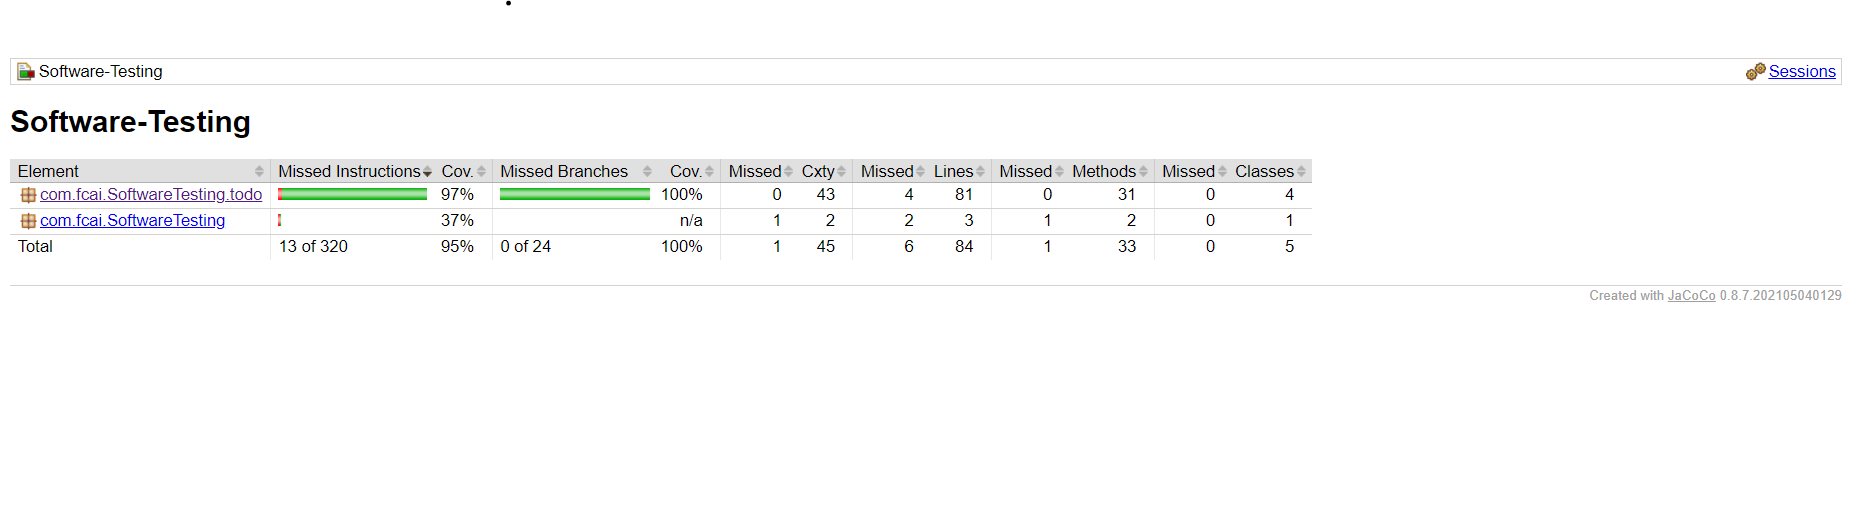 Software-Testing Sessions
Software-Testing
Element Missed Instructions Cov. Missed Branches Cov. Missed Cxty Missed Lines Missed Methods Missed Classes
com.fcai.SoftwareTesting.todo 97% 100% 0 43 4 81 0 31 0 4
com.fcai.SoftwareTesting 37% n/a 1 2 2 3 1 2 0 1
Total 13 of 320 95% 0 of 24 100% 1 45 6 84 1 33 0 5
Created with JaCoCo 0.8.7.202105040129